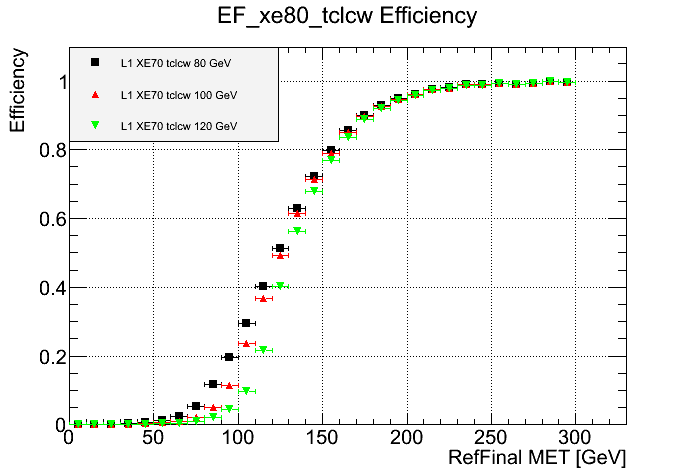 EF_xe80_tclcw Efficiency
Efficiency
L1 XE70 tclcw 80 GeV
L1 XE70 tclcw 100 GeV
L1 XE70 tclcw 120 GeV
1
0.8
0.6
0.4
0.2
0
0 50 100 150 200 250 300
RefFinal MET [GeV]